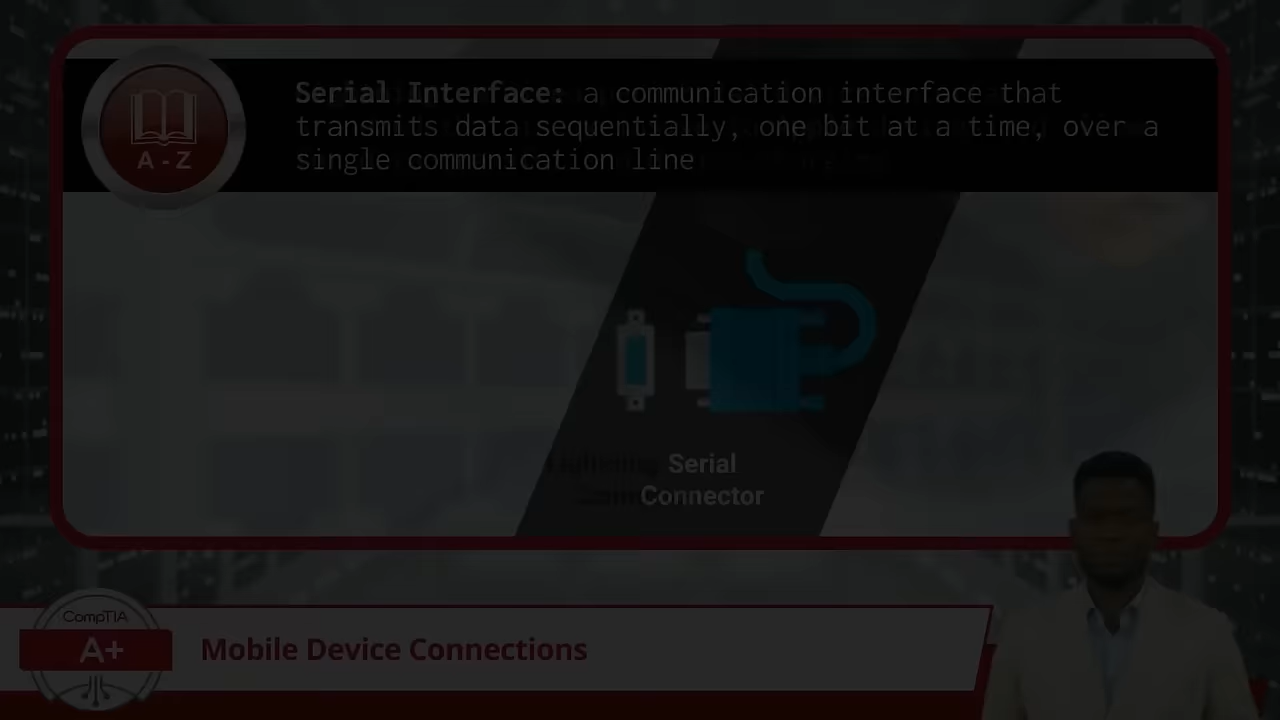 Serial Interface: a communication interface that
transmits data sequentially, one bit at a time, over a
single communication line
A - Z
Lightning
Serial
Connector
CompTIA
A+
Mobile Device Connections